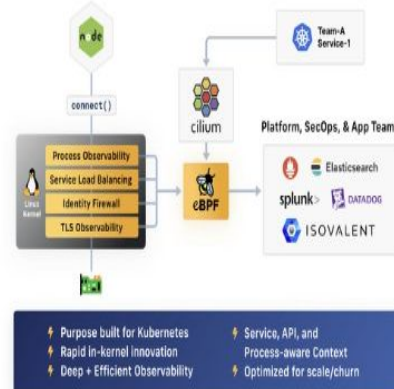 node
connect()
Team-A
Service-1
cilium
Platform, SecOps, & App Team
Linux
Kernel
Process Observability
Service Load Balancing
Identity Firewall
TLS Observability
eBPF
Elasticsearch
splunk>
DATADOG
ISOVALENT
Purpose built for Kubernetes
Rapid in-kernel innovation
Deep + Efficient Observability
Service, API, and
Process-aware Context
Optimized for scale/churn